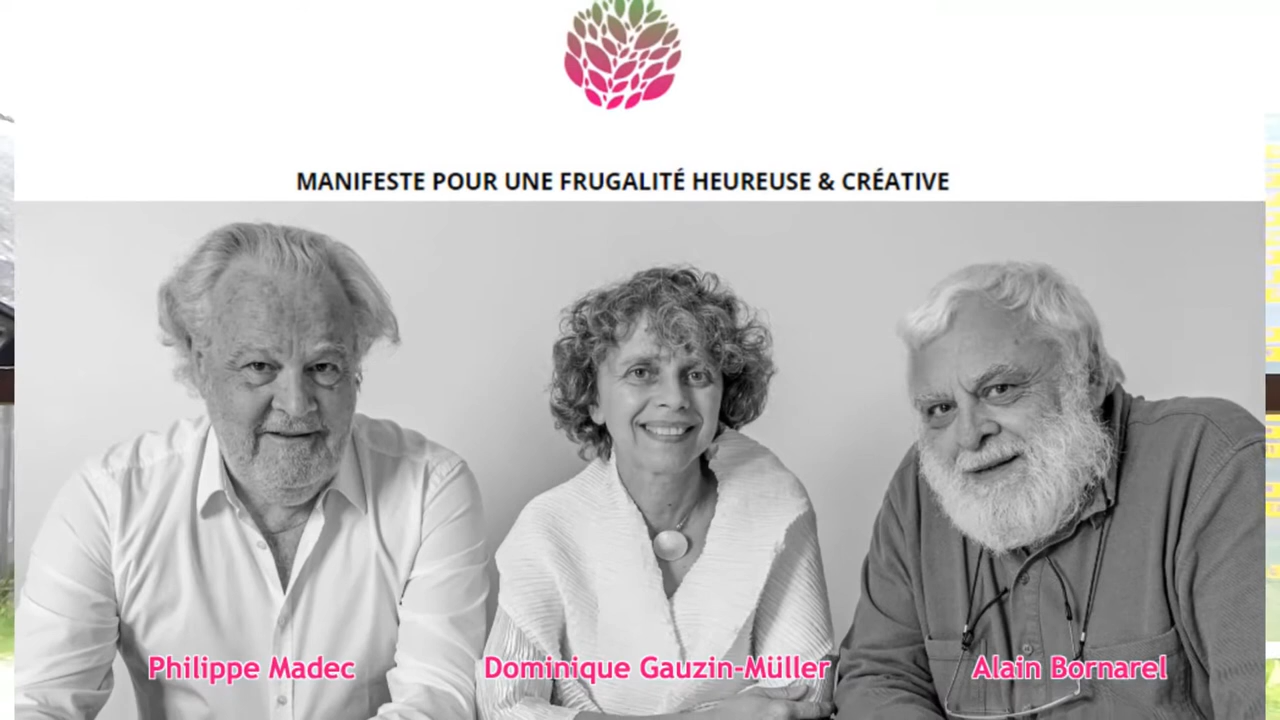 MANIFESTE POUR UNE FRUGALITÉ HEUREUSE & CRÉATIVE
Philippe Madec
Dominique Gauzin-Müller
Alain Bornarel